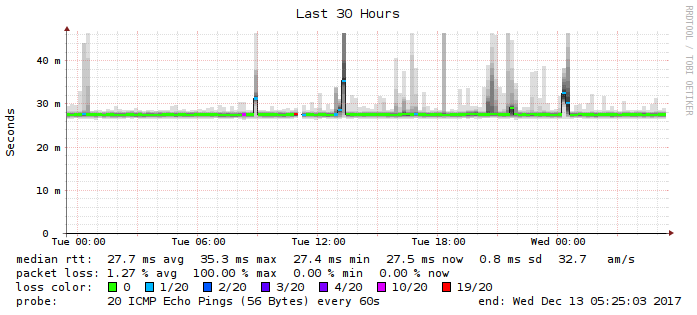 Last 30 Hours
RRDTOOL / TOBI OETIKER
Seconds
40 m
30 m
20 m
10 m
0
Tue 00:00 Tue 06:00 Tue 12:00 Tue 18:00 Wed 00:00
median rtt: 27.7 ms avg 35.3 ms max 27.4 ms min 27.5 ms now 0.8 ms sd 32.7 am/s
packet loss: 1.27 % avg 100.00 % max 0.00 % min 0.00 % now
loss color: 0 1/20 2/20 3/20 4/20 10/20 19/20
probe: 20 ICMP Echo Pings (56 Bytes) every 60s end: Wed Dec 13 05:25:03 2017